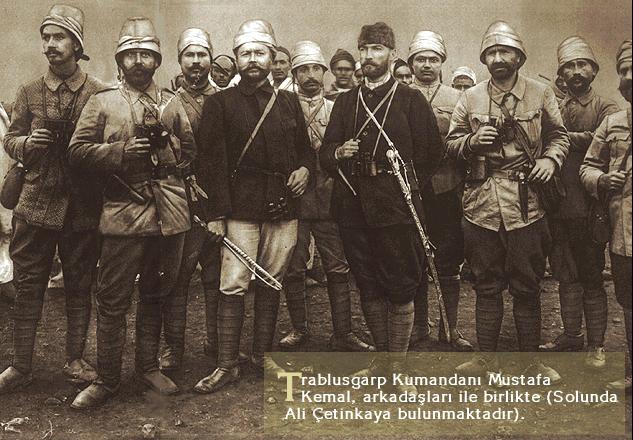 Trablusgarp Kumandanı Mustafa
Kemal, arkadaşları ile birlikte (Solunda
Ali Çetinkaya bulunmaktadır).